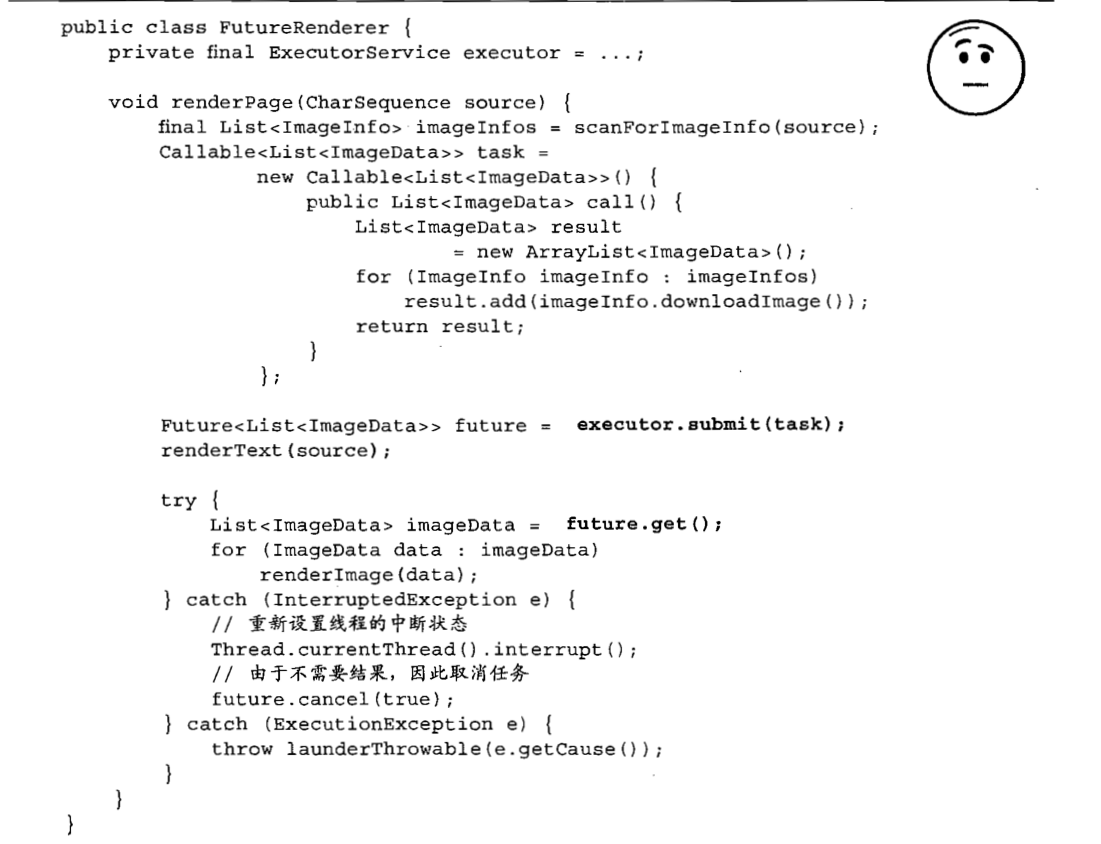 public class FutureRenderer {
    private final ExecutorService executor = ...;

    void renderPage(CharSequence source) {
        final List<ImageInfo> imageInfos = scanForImageInfo(source);
        Callable<List<ImageData>> task =
                new Callable<List<ImageData>>() {
                    public List<ImageData> call() {
                        List<ImageData> result
                                = new ArrayList<ImageData>();
                        for (ImageInfo imageInfo : imageInfos)
                            result.add(imageInfo.downloadImage());
                        return result;
                    }
                };

        Future<List<ImageData>> future = executor.submit(task);
        renderText(source);

        try {
            List<ImageData> imageData = future.get();
            for (ImageData data : imageData)
                renderImage(data);
        } catch (InterruptedException e) {
            // 重新设置线程的中断状态
            Thread.currentThread().interrupt();
            // 由于不需要结果，因此取消任务
            future.cancel(true);
        } catch (ExecutionException e) {
            throw launderThrowable(e.getCause());
        }
    }
}